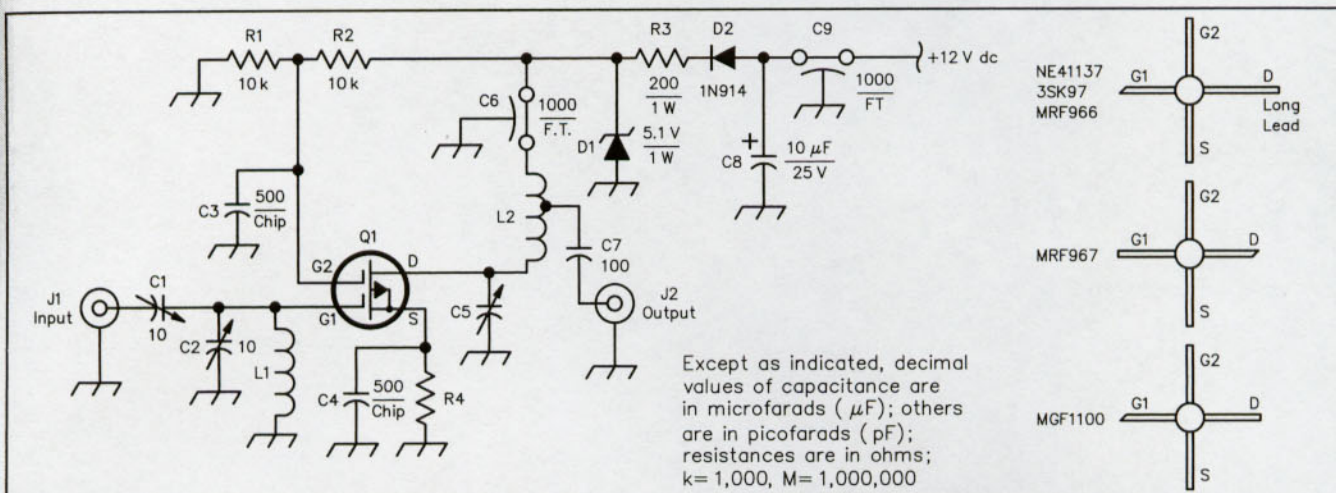 R1
10 k
R2
10 k
C3
500
Chip
J1
Input
C1
10
C2
10
L1
Q1
G2
G1
D
S
C4
500
Chip
R4
C5
C6
1000
F.T.
L2
C7
100
J2
Output
D1
5.1 V
1 W
R3
200
1 W
D2
1N914
C8
+
10 µF
25 V
C9
1000
FT
+12 V dc
Except as indicated, decimal
values of capacitance are
in microfarads ( µF); others
are in picofarads ( pF);
resistances are in ohms;
k= 1,000, M= 1,000,000
NE41137
3SK97
MRF966
G2
G1
D
Long
Lead
S
MRF967
G2
G1
D
S
MGF1100
G2
G1
D
S